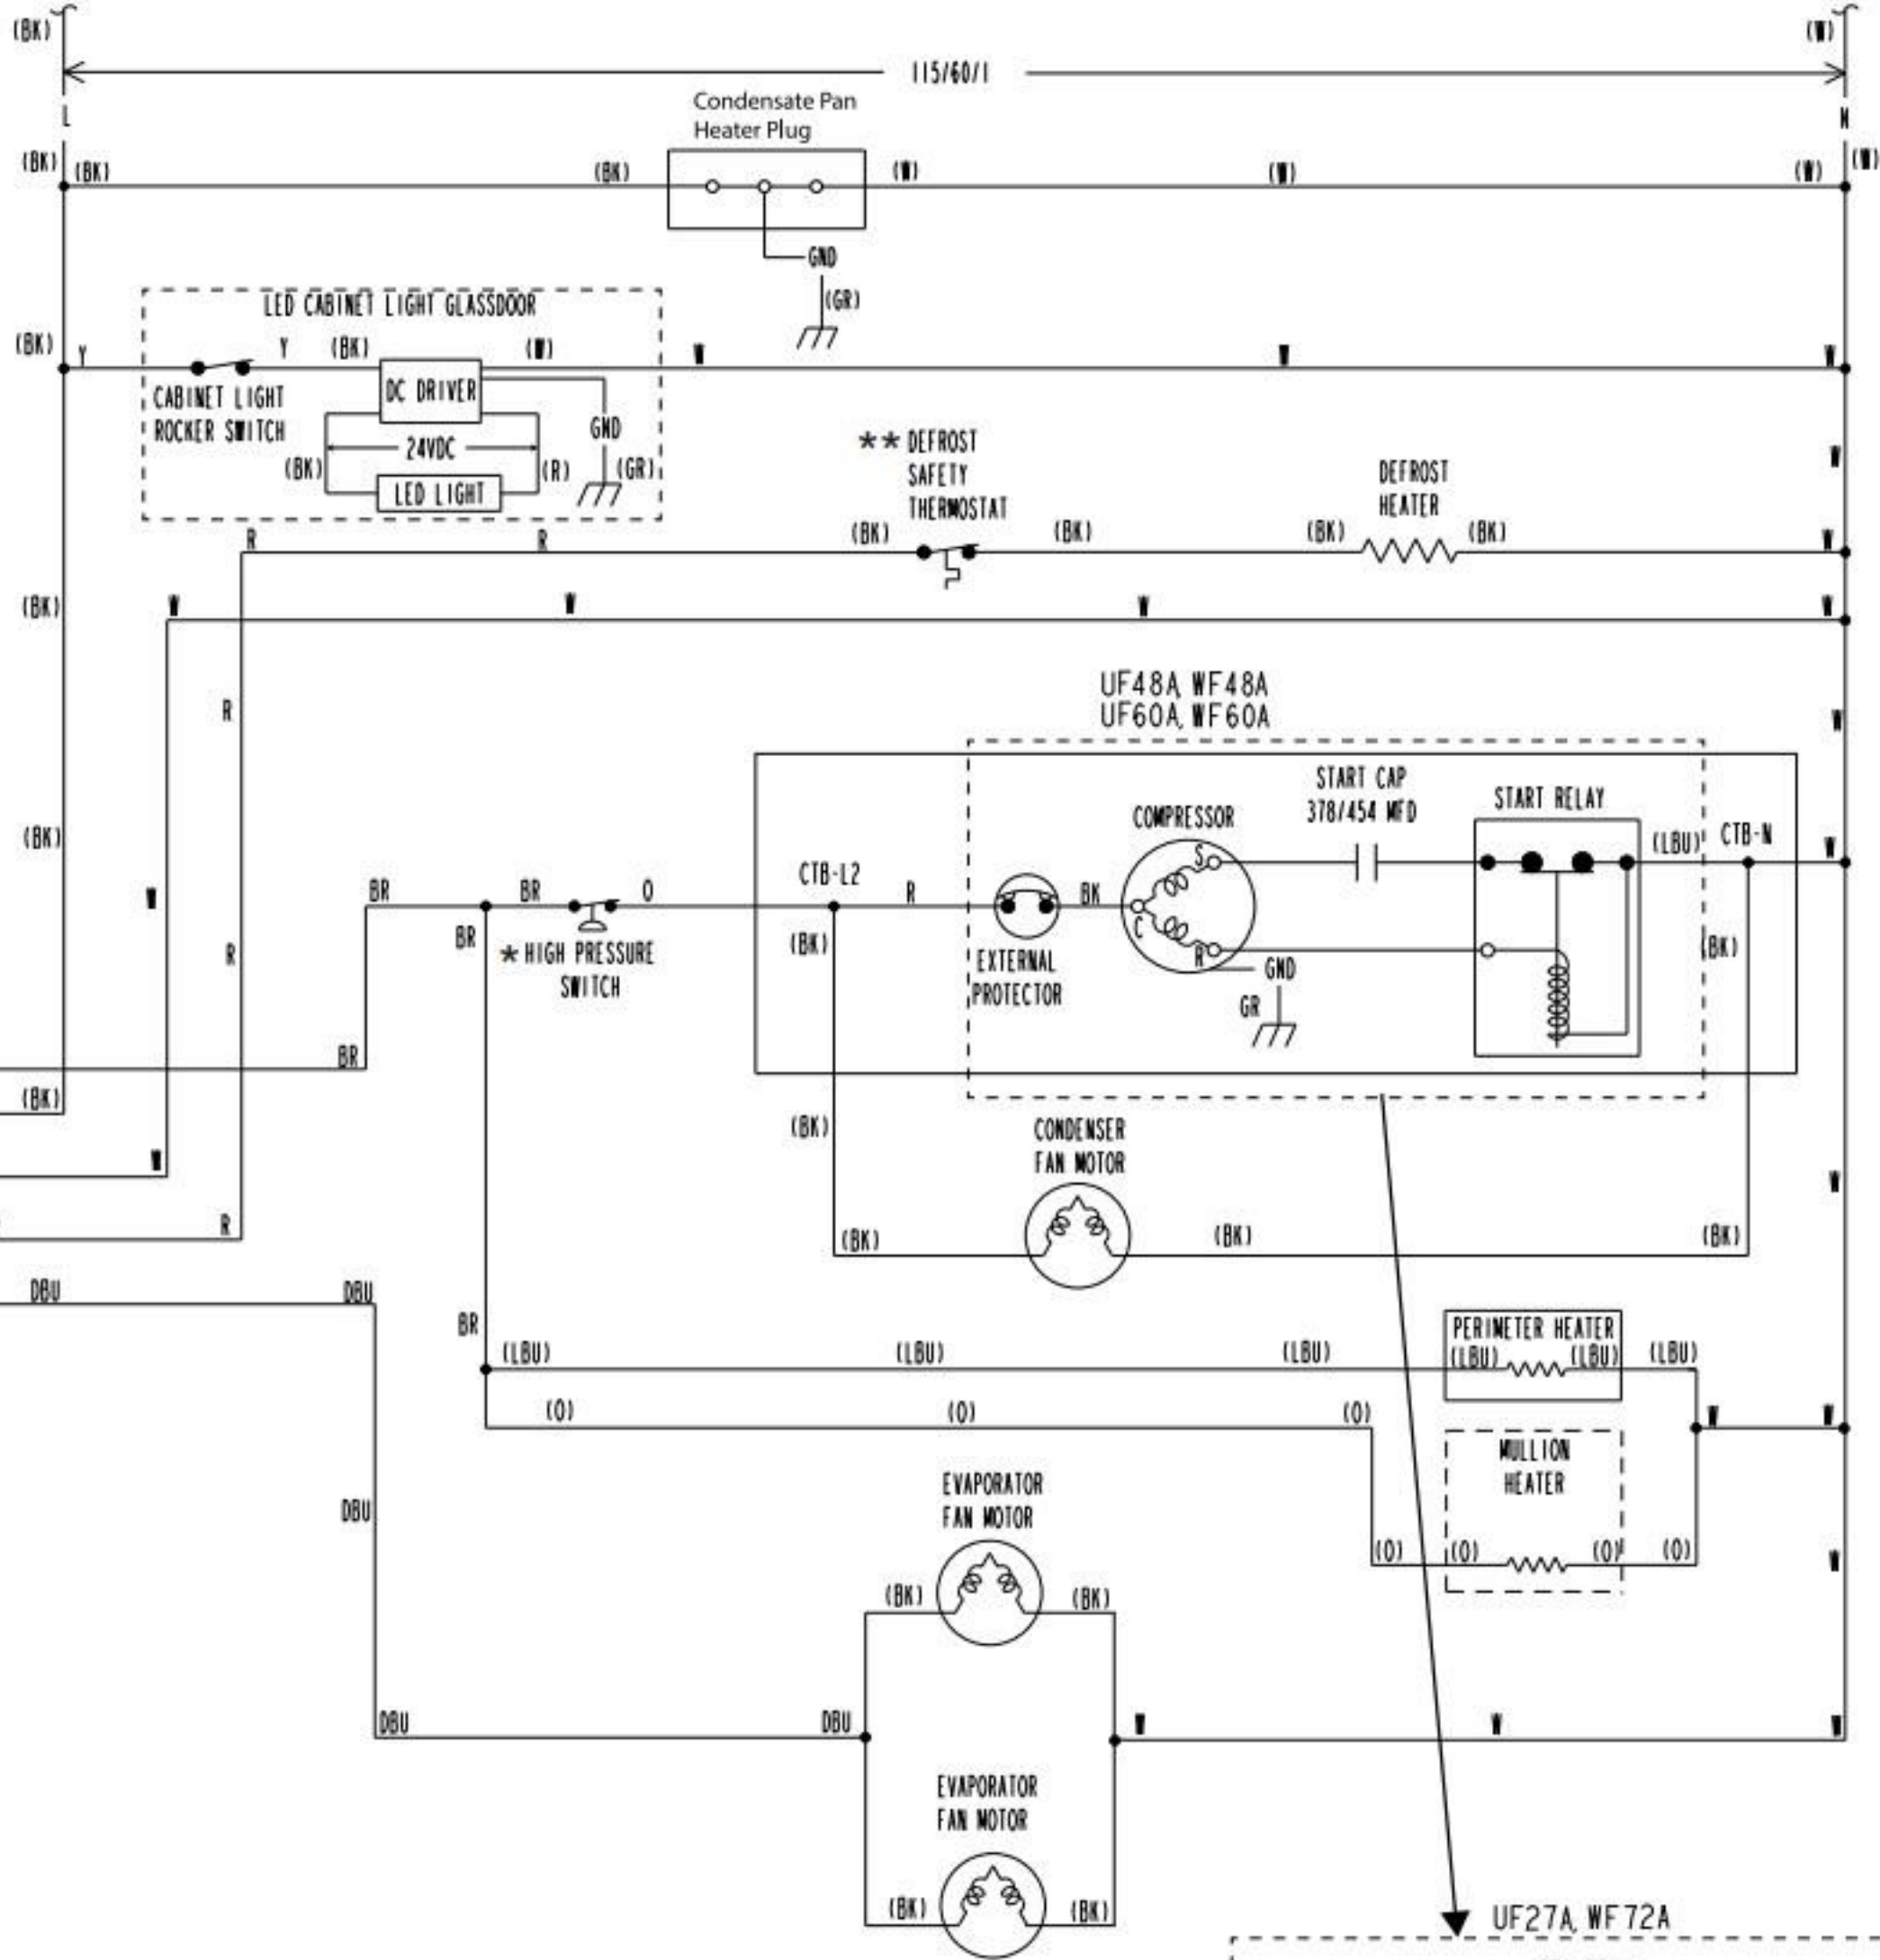 (BK)
(W)
115/60/1
L
N
Condensate Pan
Heater Plug
(BK)
(BK)
(BK)
(W)
(W)
(W)
(W)
GND
(GR)
LED CABINET LIGHT GLASSDOOR
(BK)
Y
Y
(BK)
(W)
W
W
W
CABINET LIGHT
ROCKER SWITCH
DC DRIVER
24VDC
GND
(BK)
(R)
(GR)
LED LIGHT
** DEFROST
SAFETY
THERMOSTAT
DEFROST
HEATER
W
R
R
(BK)
(BK)
(BK)
(BK)
W
(BK)
W
W
W
W
R
UF48A, WF48A
UF60A, WF60A
W
START CAP
378/454 MFD
START RELAY
COMPRESSOR
(BK)
S
(LBU)
CTB-N
W
BR
BR
O
CTB-L2
R
BK
W
BR
(BK)
C
R
(BK)
R
* HIGH PRESSURE
SWITCH
EXTERNAL
PROTECTOR
GND
GR
BR
(BK)
(BK)
CONDENSER
FAN MOTOR
W
W
R
(BK)
(BK)
(BK)
DBU
DBU
BR
PERIMETER HEATER
(LBU)
(LBU)
(LBU)
(LBU)
(LBU)
(LBU)
(O)
(O)
(O)
W
W
MULLION
HEATER
EVAPORATOR
FAN MOTOR
DBU
(O)
(O)
(O)
(O)
W
(BK)
(BK)
DBU
DBU
W
W
W
EVAPORATOR
FAN MOTOR
(BK)
(BK)
UF27A, WF72A